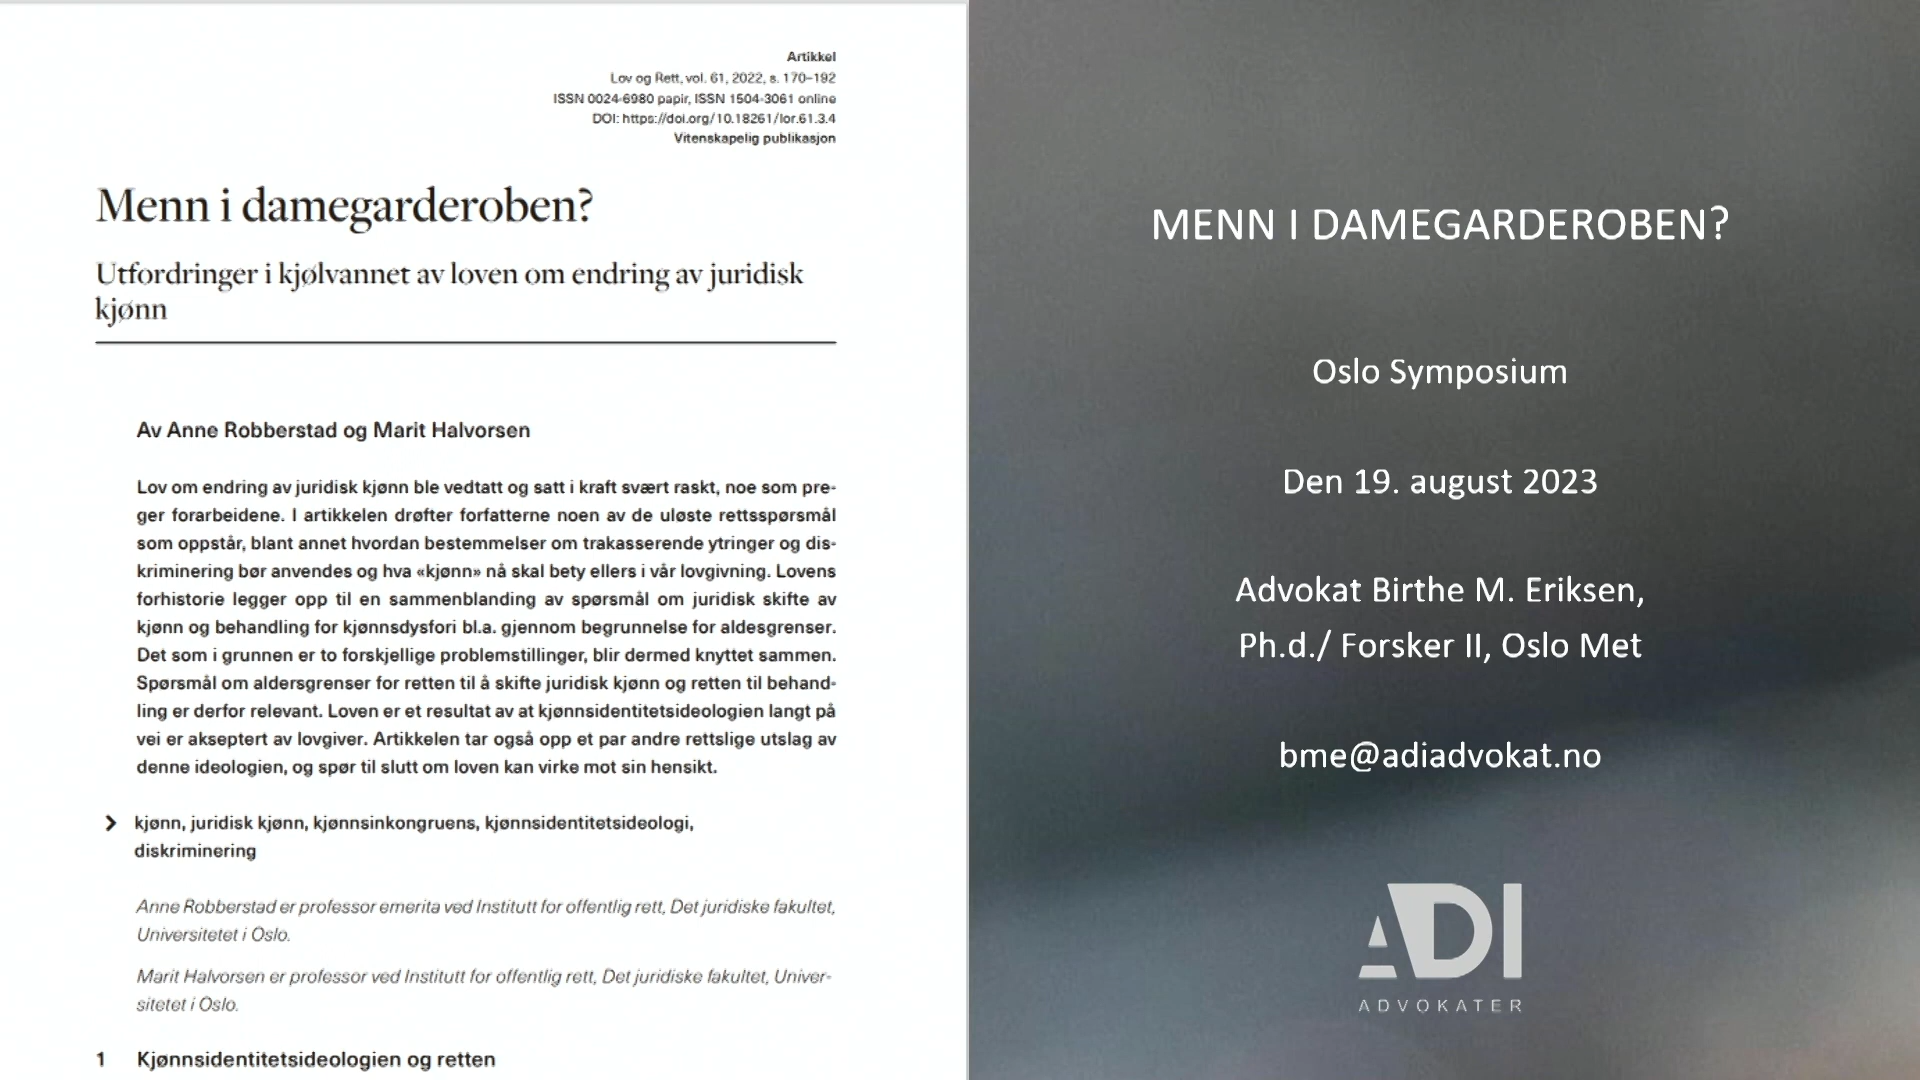 Artikkel
Lov og Rett, vol. 61, 2022, s. 170–192
ISSN 0024-6980 papir, ISSN 1504-3061 online
DOI: https://doi.org/10.18261/lor.61.3.4
Vitenskapelig publikasjon
Menn i damegarderoben?
Utfordringer i kjølvannet av loven om endring av juridisk
kjønn
Av Anne Robberstad og Marit Halvorsen
Lov om endring av juridisk kjønn ble vedtatt og satt i kraft svært raskt, noe som pre-
ger forarbeidene. I artikkelen drøfter forfatterne noen av de uløste rettsspørsmål
som oppstår, blant annet hvordan bestemmelser om trakasserende ytringer og dis-
kriminering bør anvendes og hva «kjønn» nå skal bety ellers i vår lovgivning. Lovens
forhistorie legger opp til en sammenblanding av spørsmål om juridisk skifte av
kjønn og behandling for kjønnsdysfori bl.a. gjennom begrunnelse for aldesgrenser.
Det som i grunnen er to forskjellige problemstillinger, blir dermed knyttet sammen.
Spørsmål om aldersgrenser for retten til å skifte juridisk kjønn og retten til behand-
ling er derfor relevant. Loven er et resultat av at kjønnsidentitetsideologien langt på
vei er akseptert av lovgiver. Artikkelen tar også opp et par andre rettslige utslag av
denne ideologien, og spør til slutt om loven kan virke mot sin hensikt.
kjønn, juridisk kjønn, kjønnsinkongruens, kjønnsidentitetsideologi,
diskriminering
Anne Robberstad er professor emerita ved Institutt for offentlig rett, Det juridiske fakultet,
Universitetet i Oslo.
Marit Halvorsen er professor ved Institutt for offentlig rett, Det juridiske fakultet, Univer-
sitetet i Oslo.
1 Kjønnsidentitetsideologien og retten
MENN I DAMEGARDEROBEN?
Oslo Symposium
Den 19. august 2023
Advokat Birthe M. Eriksen,
Ph.d./ Forsker II, Oslo Met
bme@adiadvokat.no
ADI
ADVOKATER